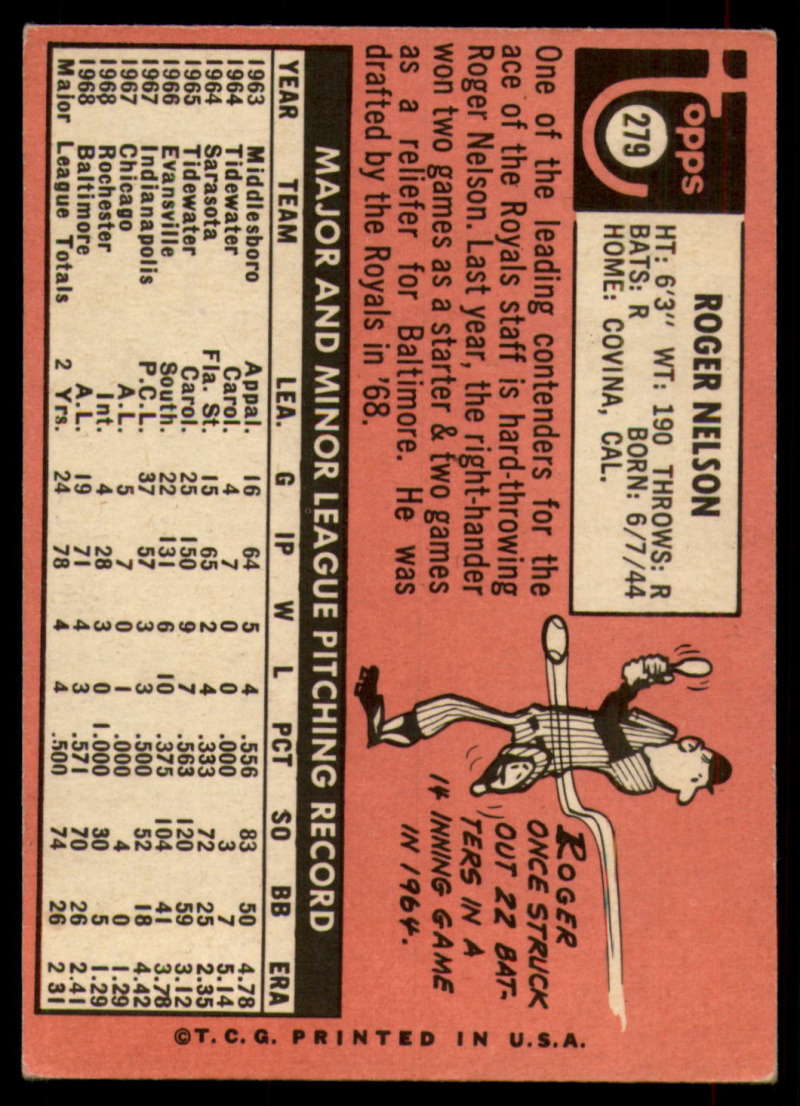 Topps
279
ROGER NELSON
HT: 6'3" WT: 190 THROWS: R
BATS: R BORN: 6/7/44
HOME: COVINA, CAL.
One of the leading contenders for the
ace of the Royals staff is hard-throwing
Roger Nelson. Last year, the right-hander
won two games as a starter & two games
as a reliefer for Baltimore. He was
drafted by the Royals in '68.
ROGER
ONCE STRUCK
OUT 22 BAT-
TERS IN A
14 INNING GAME
IN 1964.
MAJOR AND MINOR LEAGUE PITCHING RECORD
YEAR TEAM LEA. G IP W L PCT SO BB ERA
1963 Middlesboro Appal. 16 64 5 4 .556 83 50 4.78
1964 Tidewater Carol. 4 7 0 0 .000 3 7 5.14
1964 Sarasota Fla. St. 15 65 2 4 .333 72 25 2.35
1965 Tidewater Carol. 25 150 9 7 .563 120 59 3.12
1966 Evansville South. 22 131 6 10 .375 104 41 3.78
1967 Indianapolis P.C.L. 37 57 3 3 .500 52 18 4.42
1967 Chicago A.L. 5 7 0 1 .000 4 0 1.29
1968 Rochester Int. 4 28 3 0 1.000 30 5 1.29
1968 Baltimore A.L. 19 71 4 3 .571 70 26 2.41
Major League Totals 2 Yrs. 24 78 4 4 .500 74 26 2 31
©T.C.G. PRINTED IN U.S.A.